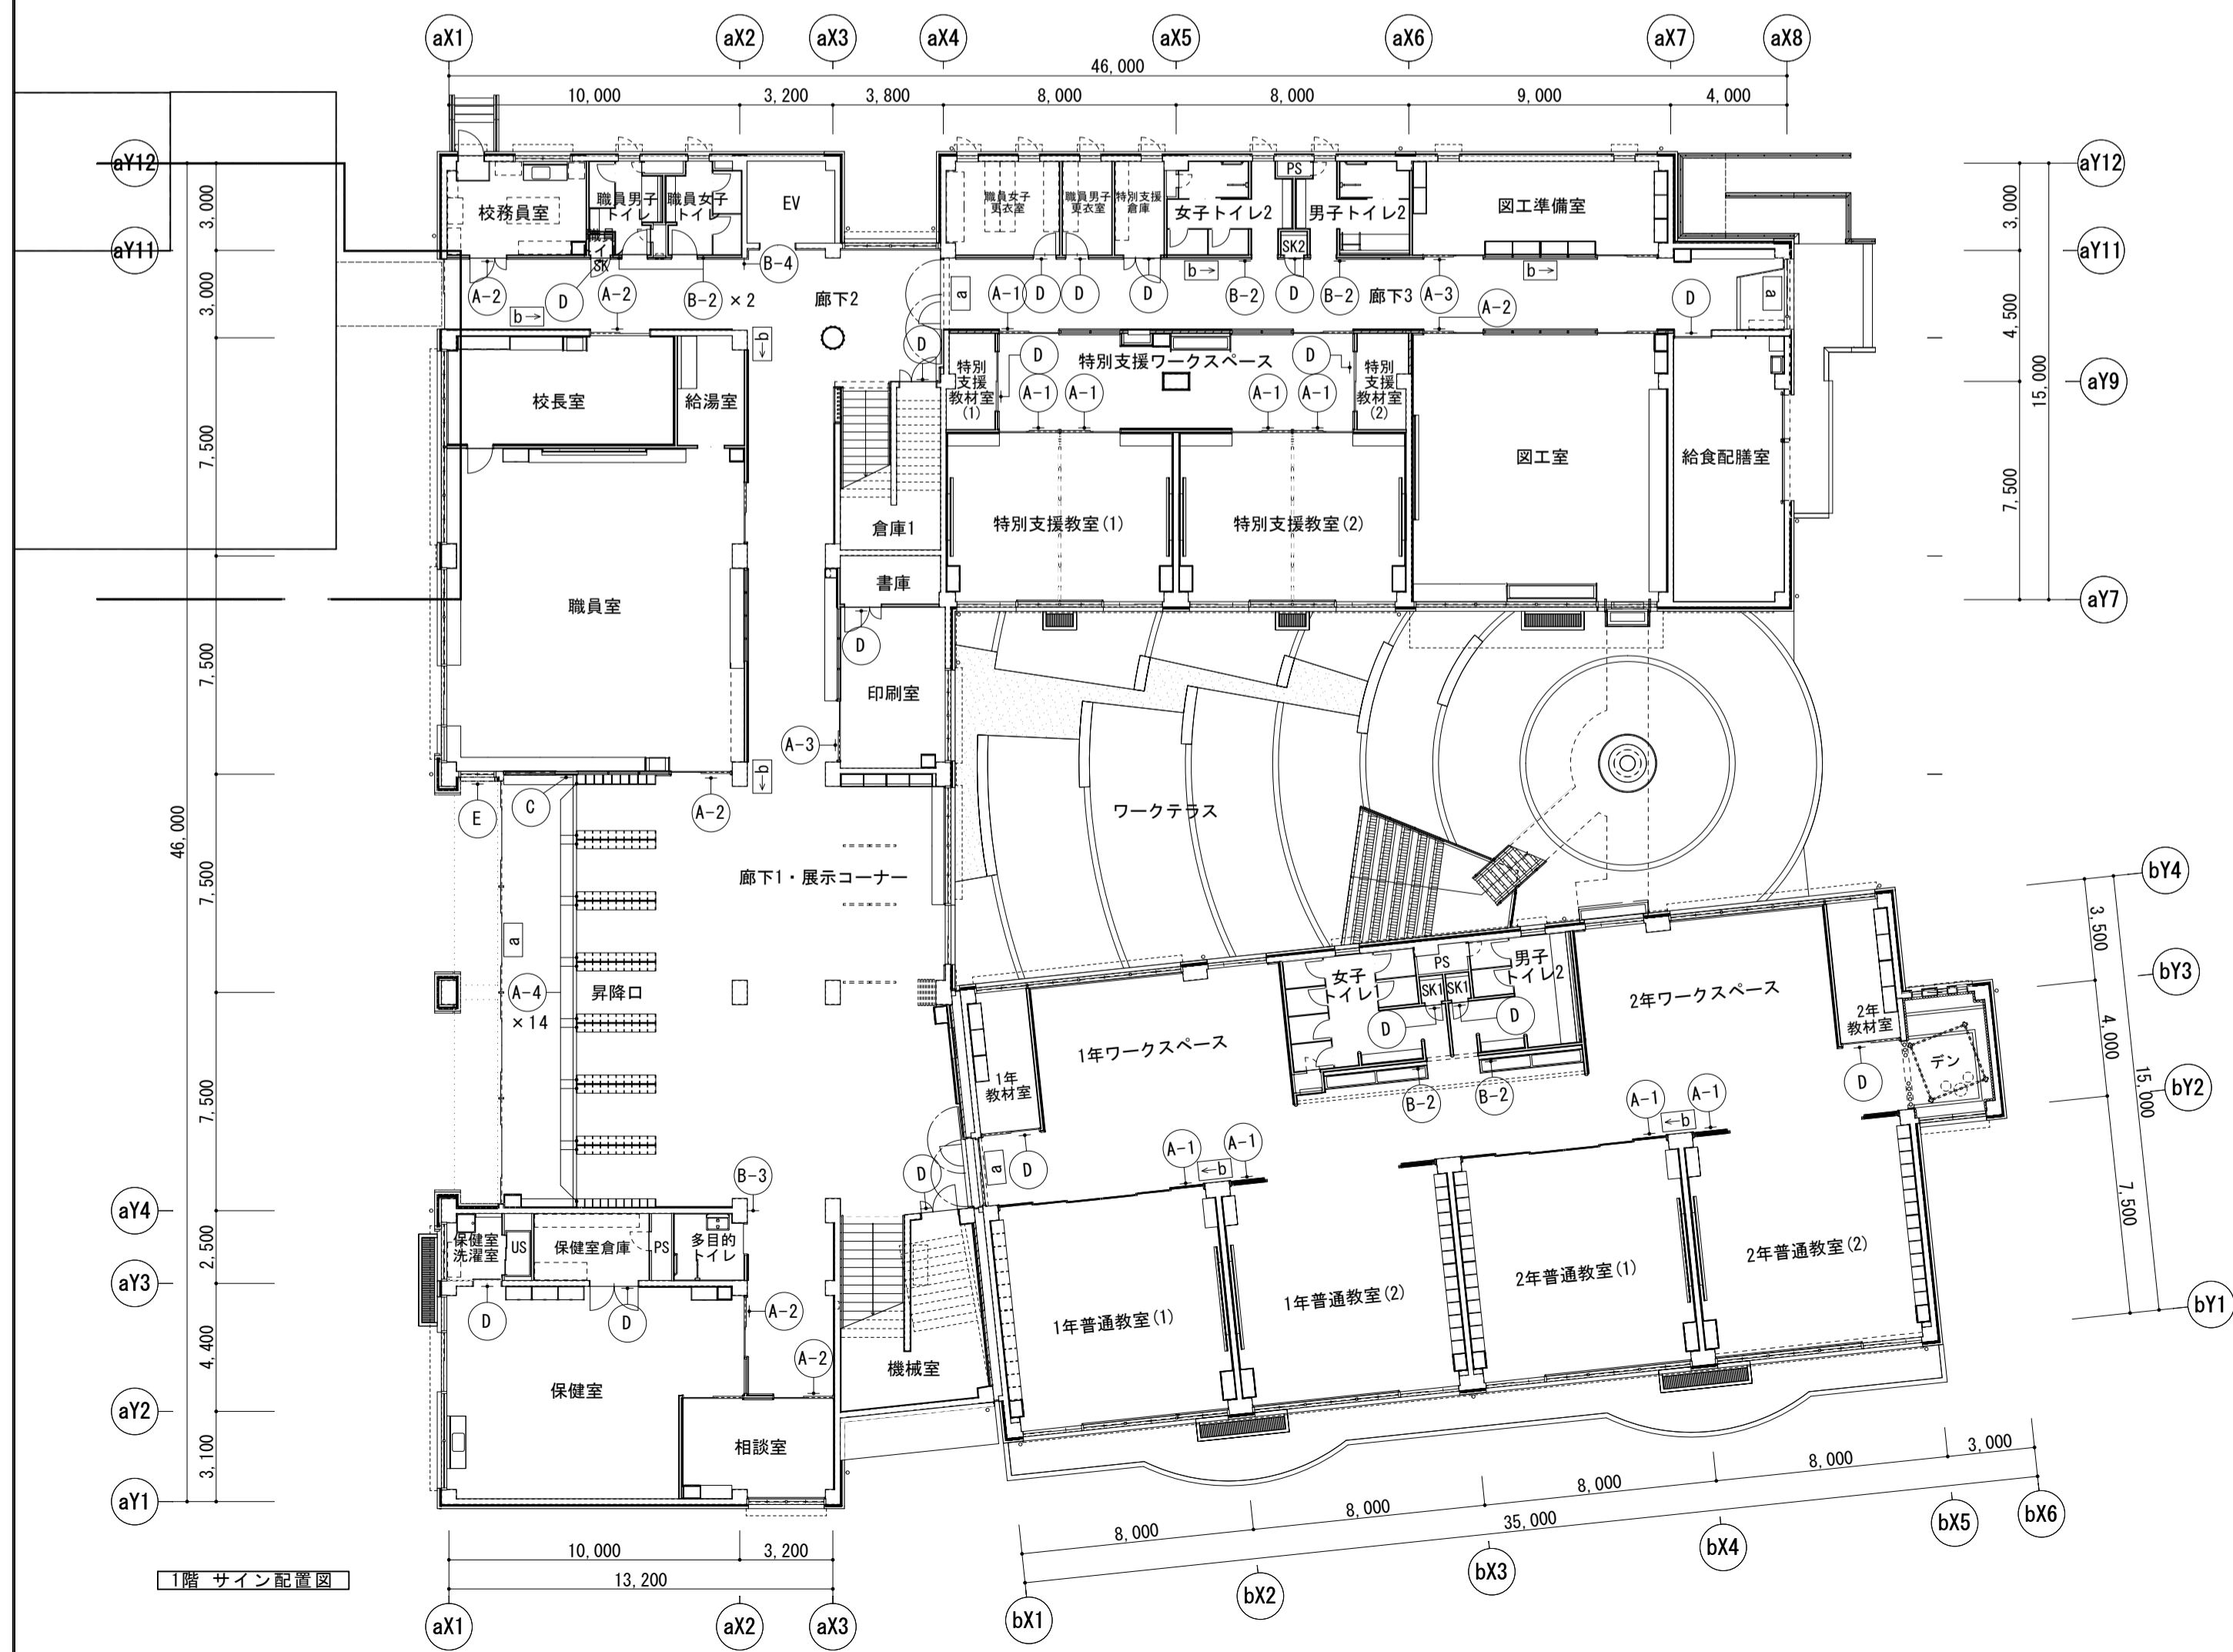 aX1
aX2
aX3
aX4
aX5
aX6
aX7
aX8
46,000
10,000
3,200
3,800
8,000
8,000
9,000
4,000
aY12
aY11
3,000
3,000
7,500
7,500
7,500
7,500
2,500
4,400
3,100
46,000
aY4
aY3
aY2
aY1
aY12
aY11
aY9
aY7
3,000
4,500
7,500
15,000
校務員室
職員男子
トイレ
職員女子
トイレ
EV
SK
A-2
D
A-2
B-2 ×2
B-4
b→
廊下2
職員女子
更衣室
職員男子
更衣室
特別支援
倉庫
女子トイレ2
PS
SK2
男子トイレ2
図工準備室
a
A-1
D
D
D
b→
B-2
D
B-2
廊下3
A-3
b→
A-2
D
a
校長室
給湯室
←b
D
特別
支援
教材室
(1)
D
A-1
A-1
特別支援ワークスペース
D
A-1
A-1
特別
支援
教材室
(2)
図工室
給食配膳室
倉庫1
特別支援教室(1)
特別支援教室(2)
書庫
職員室
D
印刷室
A-3
←b
E
C
A-2
ワークテラス
廊下1・展示コーナー
a
A-4
×14
昇降口
B-3
D
保健室
洗濯室
US
保健室倉庫
PS
多目的
トイレ
D
D
A-2
A-2
保健室
相談室
機械室
女子
トイレ1
PS
SK1
SK1
男子
トイレ2
D
D
2年ワークスペース
2年
教材室
デン
D
1年ワークスペース
1年
教材室
B-2
B-2
A-1
←b
A-1
a
D
A-1
←b
A-1
1年普通教室(1)
1年普通教室(2)
2年普通教室(1)
2年普通教室(2)
bY4
bY3
bY2
bY1
3,500
4,000
7,500
15,000
8,000
8,000
8,000
8,000
3,000
35,000
bX1
bX2
bX3
bX4
bX5
bX6
10,000
3,200
13,200
aX1
aX2
aX3
1階 サイン配置図